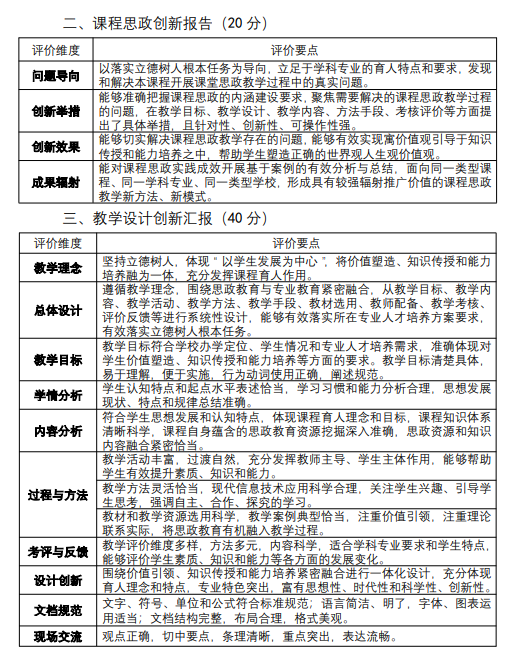 二、课程思政创新报告（20 分）
评价维度 评价要点
问题导向 以落实立德树人根本任务为导向，立足于学科专业的育人特点和要求，发现
和解决本课程开展课堂思政教学过程中的真实问题。
创新举措 能够准确把握课程思政的内涵建设要求，聚焦需要解决的课程思政教学过程
的问题，在教学目标、教学设计、教学内容、方法手段、考核评价等方面提
出了具体举措，且针对性、创新性、可操作性强。
创新效果 能够切实解决课程思政教学存在的问题，能够有效实现寓价值观引导于知识
传授和能力培养之中，帮助学生塑造正确的世界观人生观价值观。
成果辐射 能对课程思政实践成效开展基于案例的有效分析与总结，面向同一类型课
程、同一学科专业、同一类型学校，形成具有较强辐射推广价值的课程思政
教学新方法、新模式。
三、教学设计创新汇报（40 分）
评价维度 评价要点
教学理念 坚持立德树人，体现“以学生发展为中心”，将价值塑造、知识传授和能力
培养融为一体，充分发挥课程育人作用。
总体设计 遵循教学理念，围绕思政教育与专业教育紧密融合，从教学目标、教学内
容、教学活动、教学方法、教学手段、教材选用、教师配备、教学考核、
评价反馈等进行系统性设计，能够有效落实所在专业人才培养方案要求，
有效落实立德树人根本任务。
教学目标 教学目标符合学校办学定位、学生情况和专业人才培养需求，准确体现对
学生价值塑造、知识传授和能力培养等方面的要求。教学目标清楚具体，
易于理解，便于实施，行为动词使用正确，阐述规范。
学情分析 学生认知特点和起点水平表述恰当，学习习惯和能力分析合理，思想发展
现状、特点和规律总结准确。
内容分析 符合学生思想发展和认知特点，体现课程育人理念和目标，课程知识体系
清晰科学，课程自身蕴含的思政教育资源挖掘深入准确，思政资源和知识
内容融合紧密恰当。
过程与方法 教学活动丰富，过渡自然，充分发挥教师主导、学生主体作用，能够帮助
学生有效提升素质、知识和能力。
教学方法灵活恰当，现代信息技术应用科学合理，关注学生兴趣、引导学
生思考，强调自主、合作、探究的学习。
教材和教学资源选用科学，教学案例典型恰当，注重价值引领，注重理论
联系实际，将思政教育有机融入教学过程。
考评与反馈 教学评价维度多样，方法多元，内容科学，适合学科专业要求和学生特点，
能够评价学生素质、知识和能力等各方面的发展变化。
设计创新 围绕价值引领、知识传授和能力培养紧密融合进行一体化设计，充分体现
育人理念和特点，专业特色突出，富有思想性、时代性和科学性、创新性。
文档规范 文字、符号、单位和公式符合标准规范；语言简洁、明了，字体、图表运
用适当；文档结构完整，布局合理，格式美观。
现场交流 观点正确，切中要点，条理清晰，重点突出，表达流畅。